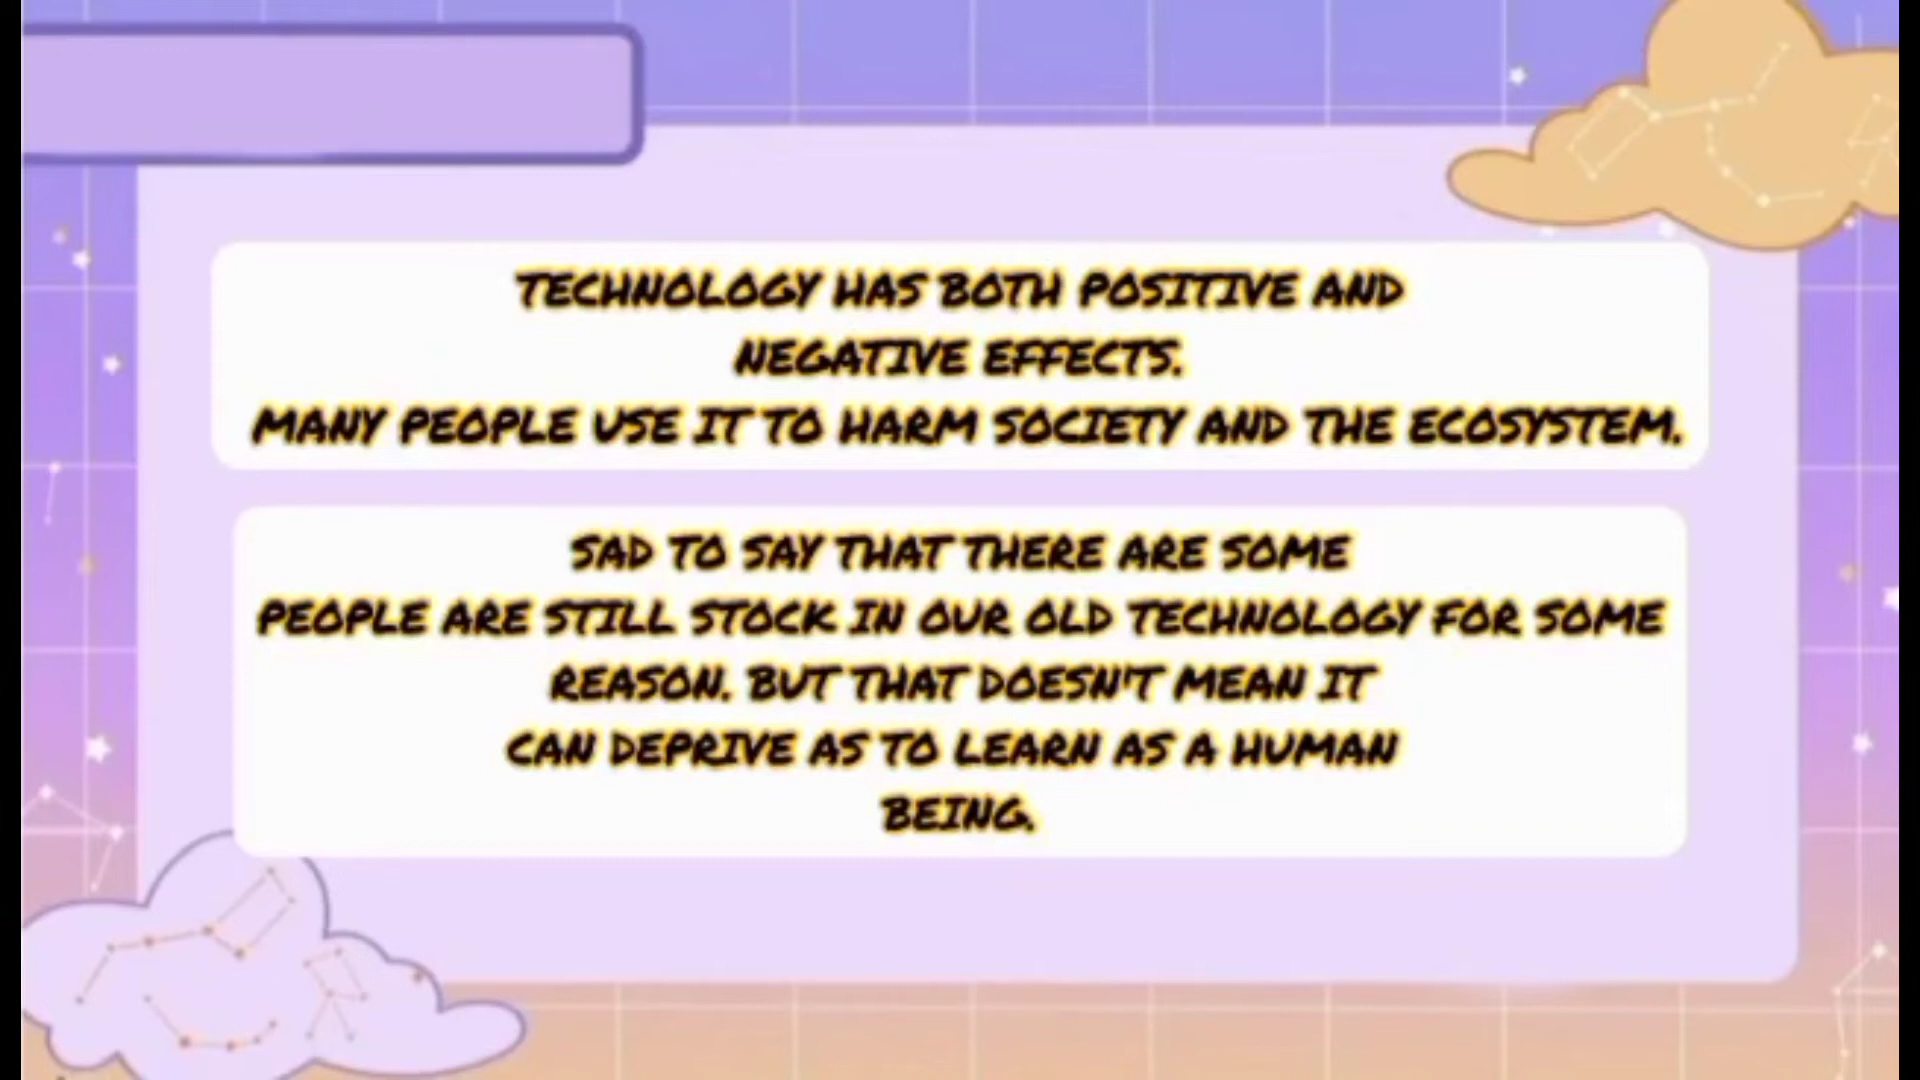 TECHNOLOGY HAS BOTH POSITIVE AND
NEGATIVE EFFECTS.
MANY PEOPLE USE IT TO HARM SOCIETY AND THE ECOSYSTEM.
SAD TO SAY THAT THERE ARE SOME
PEOPLE ARE STILL STOCK IN OUR OLD TECHNOLOGY FOR SOME
REASON. BUT THAT DOESN'T MEAN IT
CAN DEPRIVE AS TO LEARN AS A HUMAN
BEING.